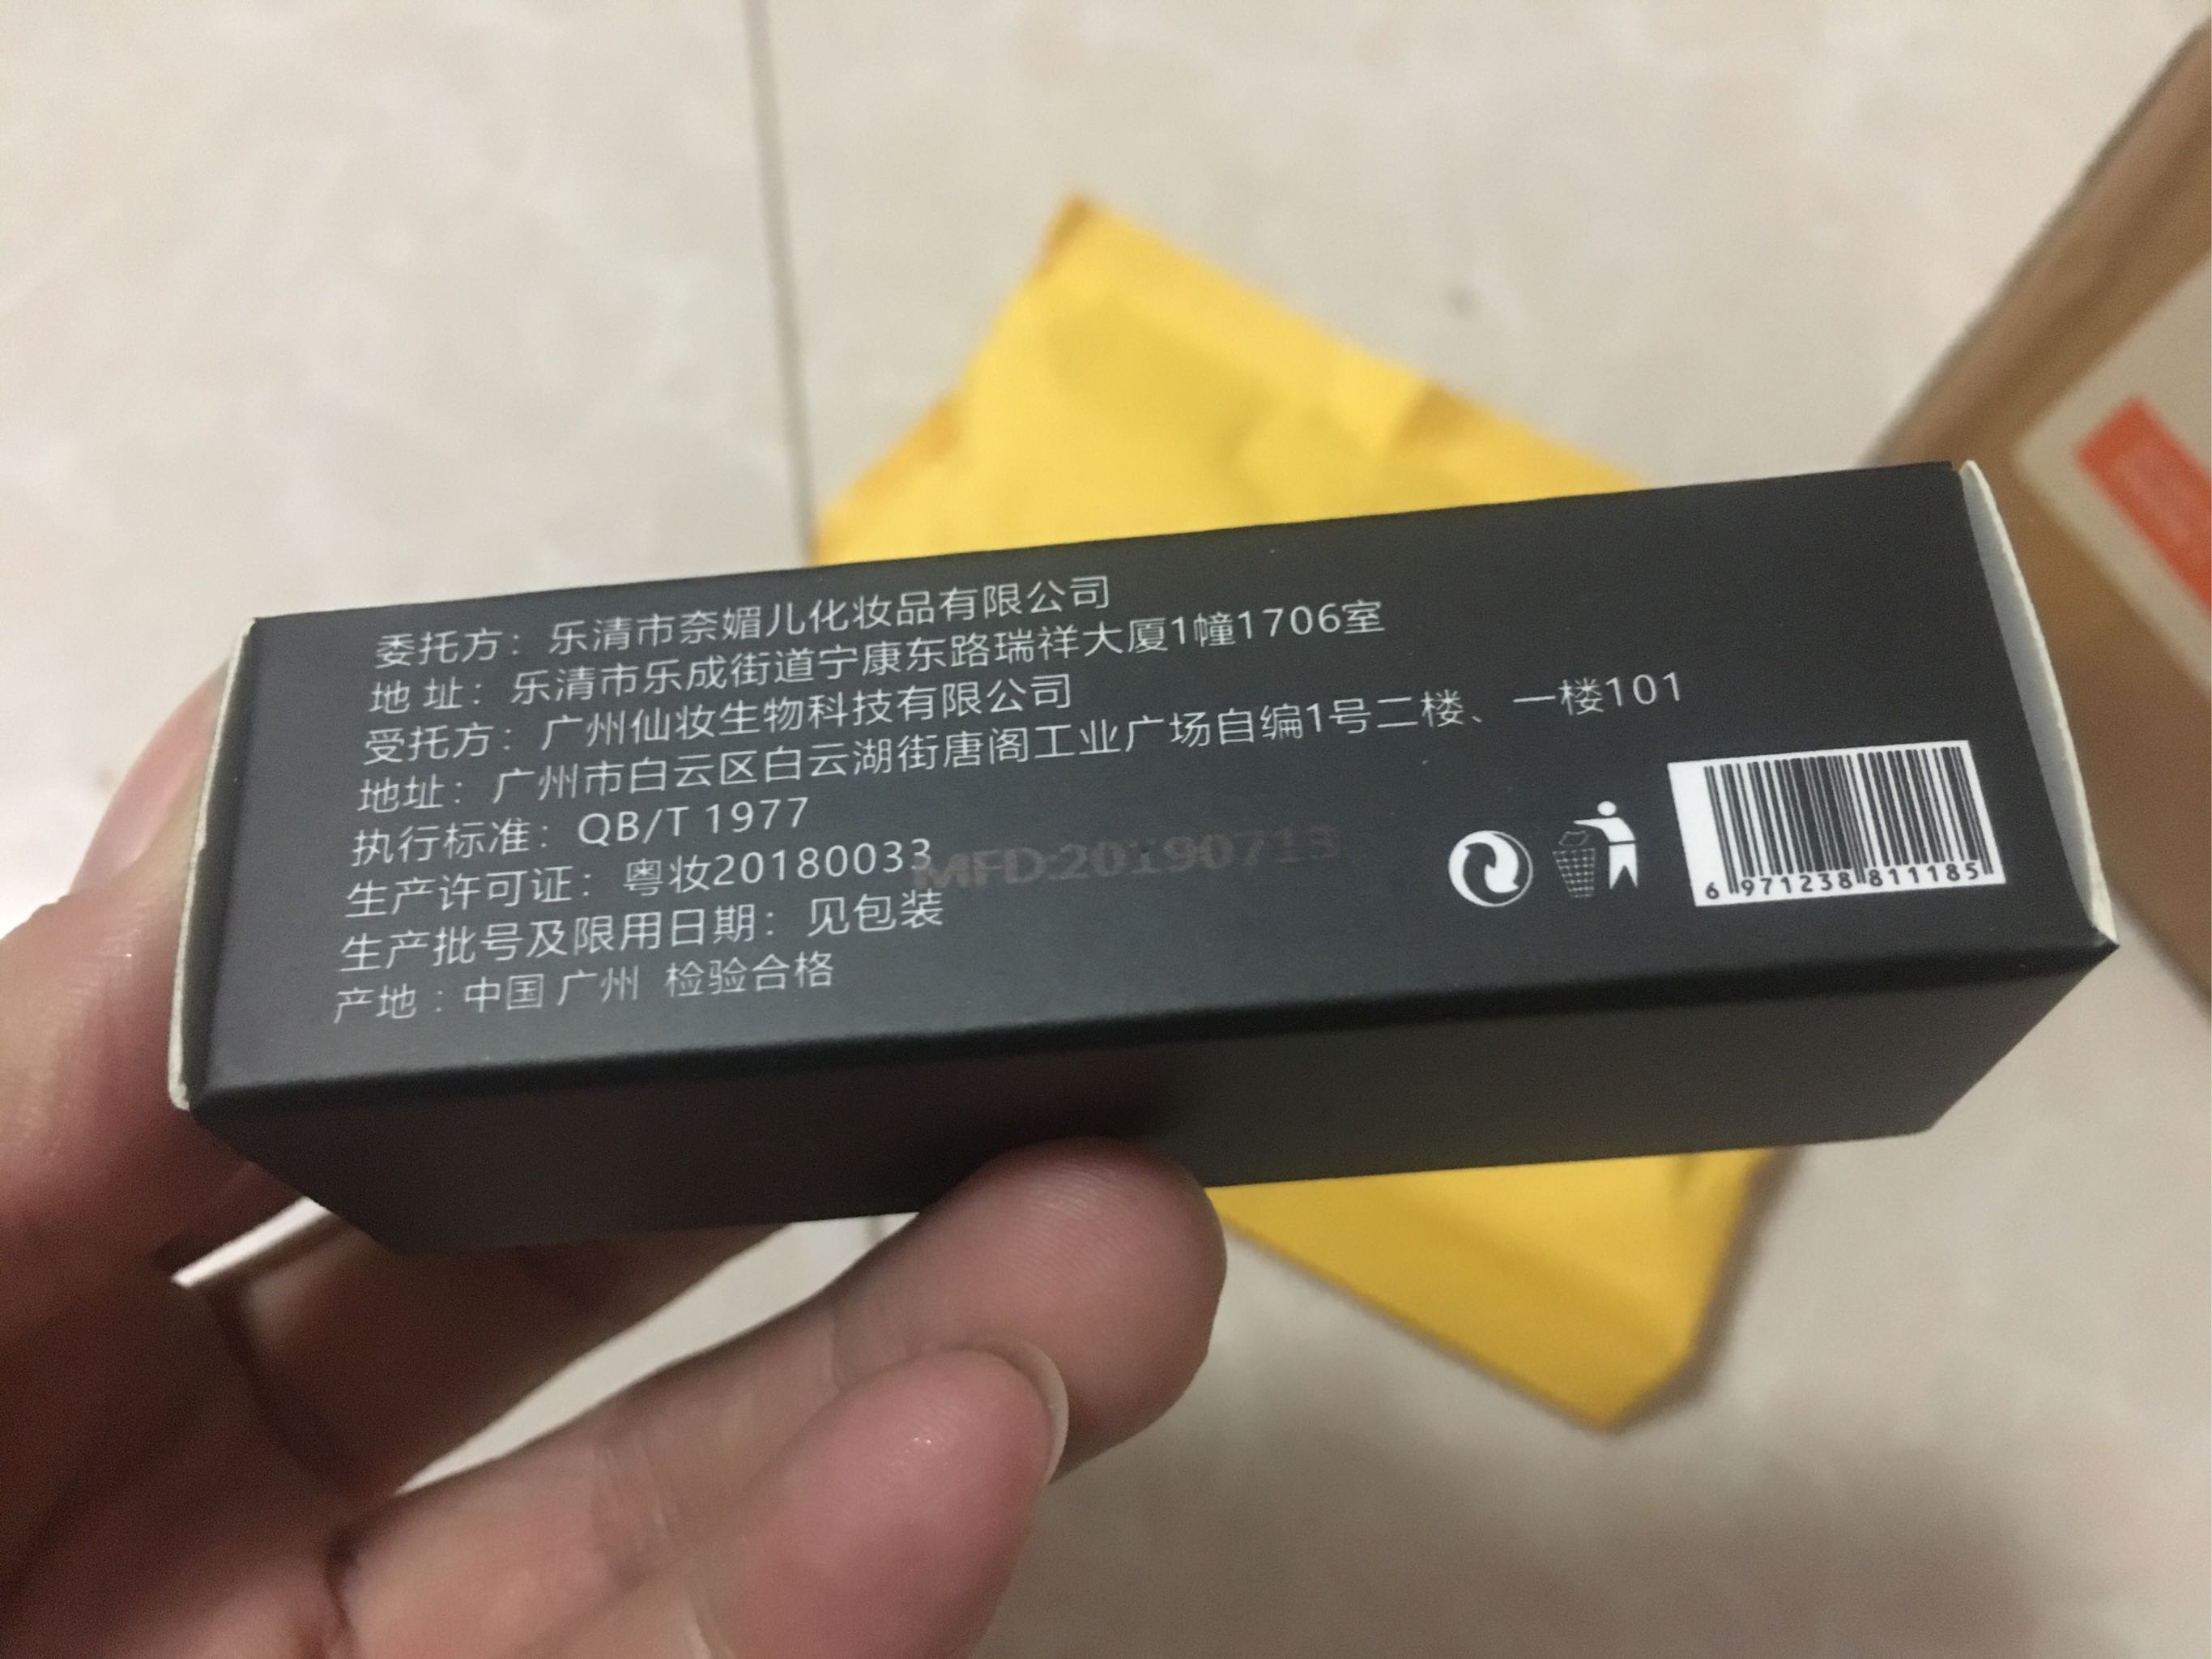 委托方：乐清市奈媚儿化妆品有限公司
地 址：乐清市乐成街道宁康东路瑞祥大厦1幢1706室
受托方：广州仙妆生物科技有限公司
地址：广州市白云区白云湖街唐阁工业广场自编1号二楼、一楼101
执行标准：QB/T 1977
生产许可证：粤妆20180033
MFD:20190713
生产批号及限用日期：见包装
产地：中国 广州 检验合格
6 971238 811185